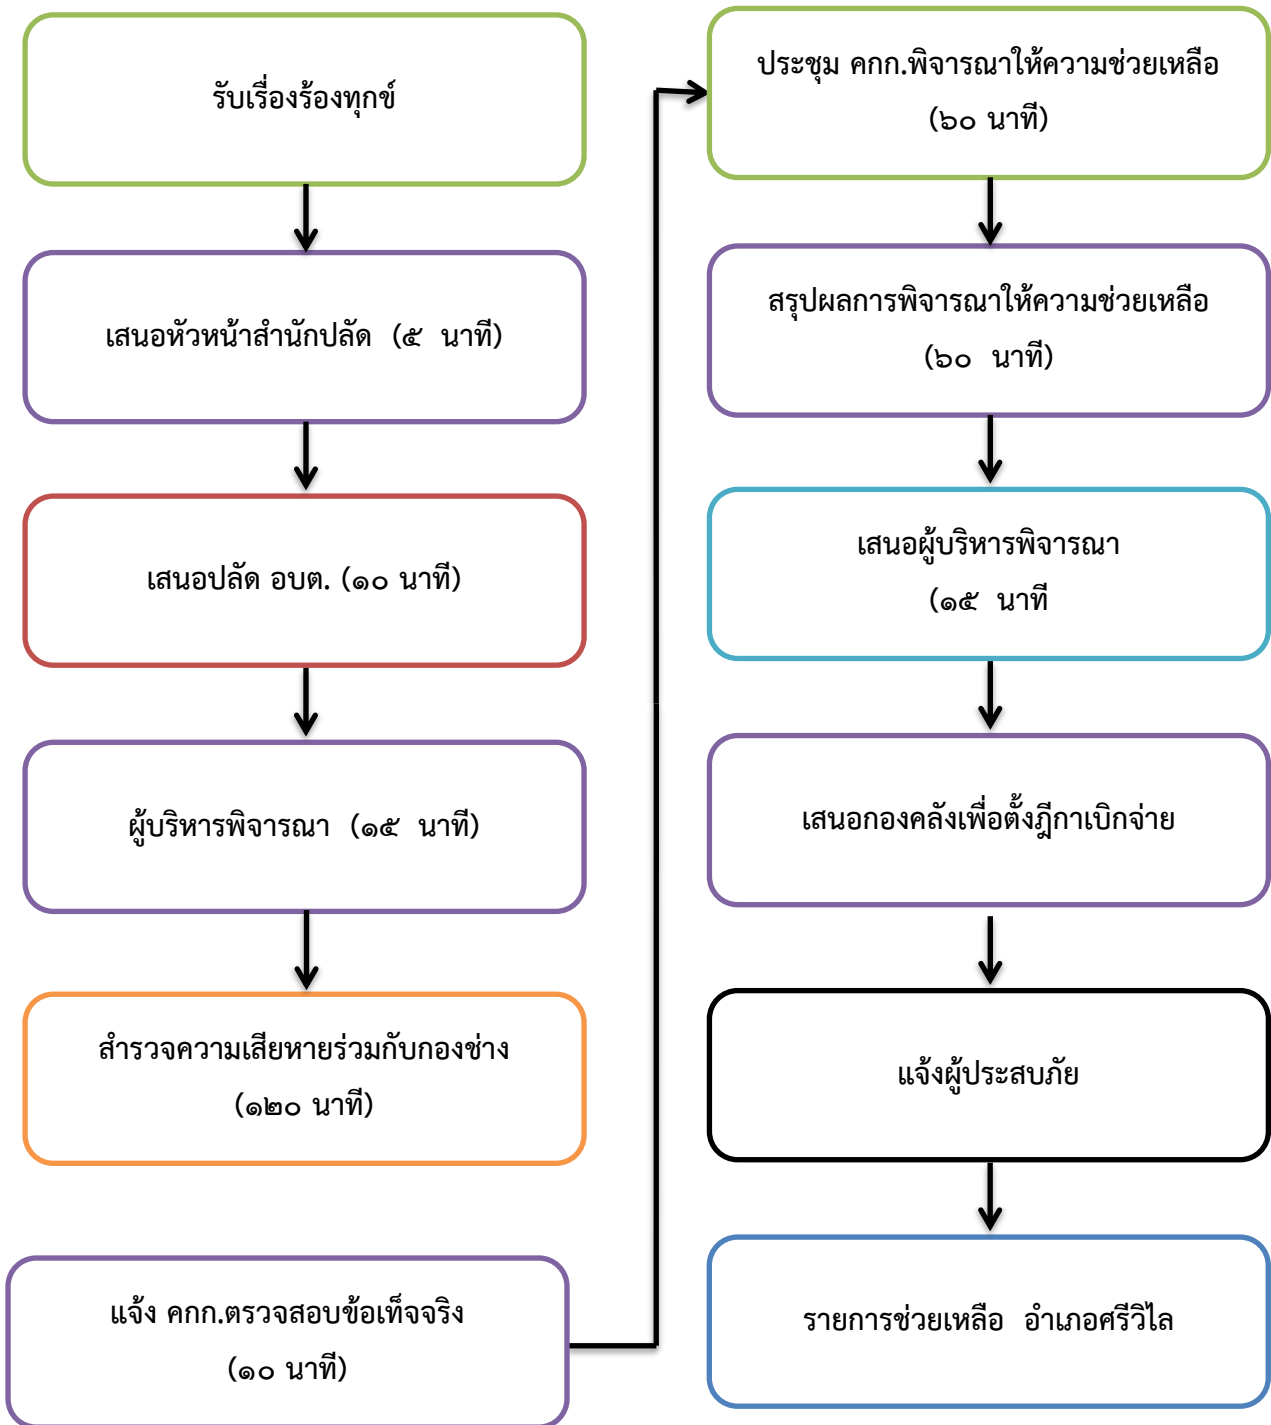 รับเรื่องร้องทุกข์
เสนอหัวหน้าสำนักปลัด (๕ นาที)
เสนอปลัด อบต. (๑๐ นาที)
ผู้บริหารพิจารณา (๑๕ นาที)
สำรวจความเสียหายร่วมกับกองช่าง
(๑๒๐ นาที)
แจ้ง คกก.ตรวจสอบข้อเท็จจริง
(๑๐ นาที)
ประชุม คกก.พิจารณาให้ความช่วยเหลือ
(๖๐ นาที)
สรุปผลการพิจารณาให้ความช่วยเหลือ
(๖๐ นาที)
เสนอผู้บริหารพิจารณา
(๑๕ นาที
เสนอกองคลังเพื่อตั้งฎีกาเบิกจ่าย
แจ้งผู้ประสบภัย
รายการช่วยเหลือ อำเภอศรีวิไล